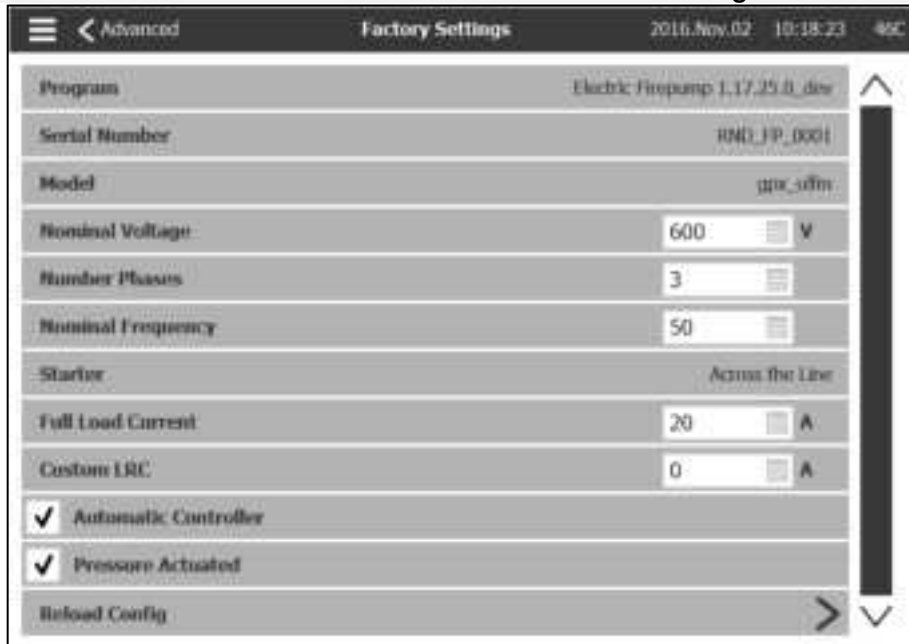 Advanced Factory Settings 2016.Nov.02 10:18:23 46C
Program Electric Firepump 1.17.25.0_dev
Serial Number RND_FP_0001
Model
Nominal Voltage 600 V
Number Phases 3
Nominal Frequency 50
Starter Across the Line
Full Load Current 20 A
Custom LRC 0 A
Automatic Controller
Pressure Actuated
Reload Config